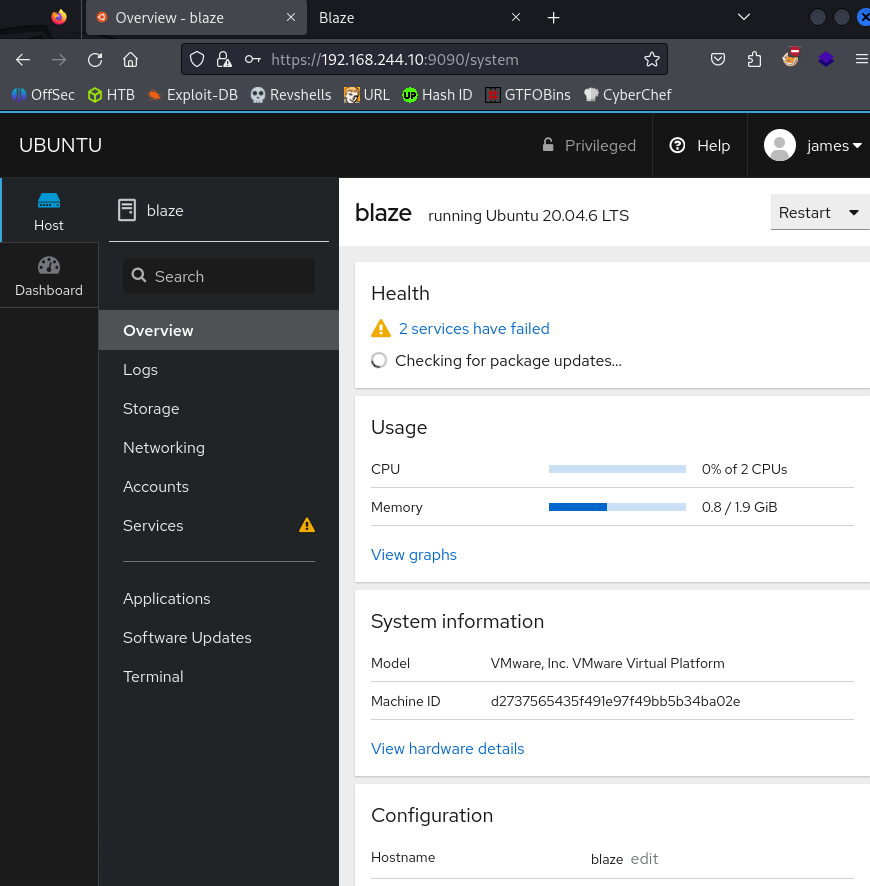 Overview - blaze
Blaze
https://192.168.244.10:9090/system
OffSec HTB Exploit-DB Revshells URL Hash ID GTFOBins CyberChef
UBUNTU
Privileged
Help
james
Host
Dashboard
blaze
Search
Overview
Logs
Storage
Networking
Accounts
Services
Applications
Software Updates
Terminal
blaze running Ubuntu 20.04.6 LTS
Restart
Health
2 services have failed
Checking for package updates...
Usage
CPU 0% of 2 CPUs
Memory 0.8 / 1.9 GiB
View graphs
System information
Model VMware, Inc. VMware Virtual Platform
Machine ID d2737565435f491e97f49bb5b34ba02e
View hardware details
Configuration
Hostname blaze edit